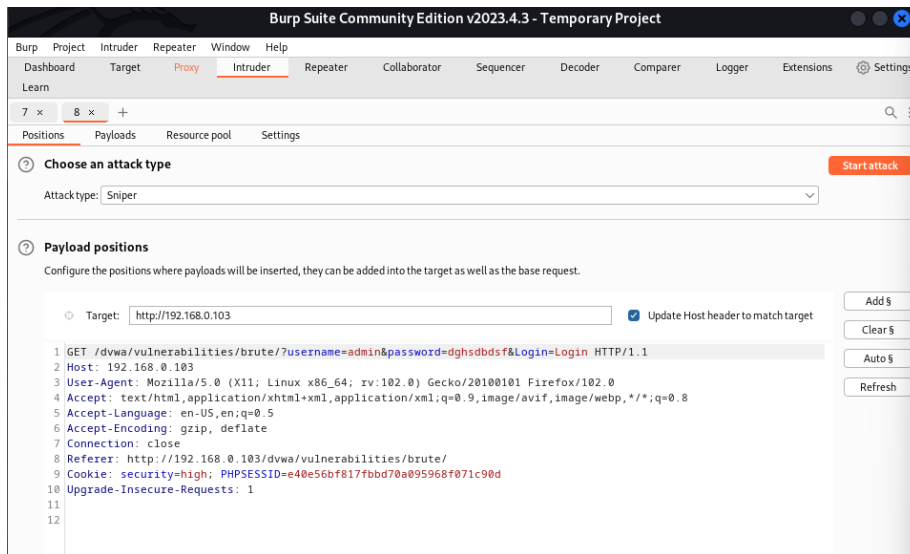 Burp Suite Community Edition v2023.4.3 - Temporary Project
Burp Project Intruder Repeater Window Help
Dashboard Target Proxy Intruder Repeater Collaborator Sequencer Decoder Comparer Logger Extensions Settings
Learn
7 × 8 × +
Positions Payloads Resource pool Settings
? Choose an attack type
Start attack
Attack type: Sniper
? Payload positions
Configure the positions where payloads will be inserted, they can be added into the target as well as the base request.
Target: http://192.168.0.103 Update Host header to match target
Add §
Clear §
Auto §
Refresh
1 GET /dvwa/vulnerabilities/brute/?username=admin&password=dghsdbdsf&Login=Login HTTP/1.1
2 Host: 192.168.0.103
3 User-Agent: Mozilla/5.0 (X11; Linux x86_64; rv:102.0) Gecko/20100101 Firefox/102.0
4 Accept: text/html,application/xhtml+xml,application/xml;q=0.9,image/avif,image/webp,*/*;q=0.8
5 Accept-Language: en-US,en;q=0.5
6 Accept-Encoding: gzip, deflate
7 Connection: close
8 Referer: http://192.168.0.103/dvwa/vulnerabilities/brute/
9 Cookie: security=high; PHPSESSID=e40e56bf817fbbd70a095968f071c90d
10 Upgrade-Insecure-Requests: 1
11
12